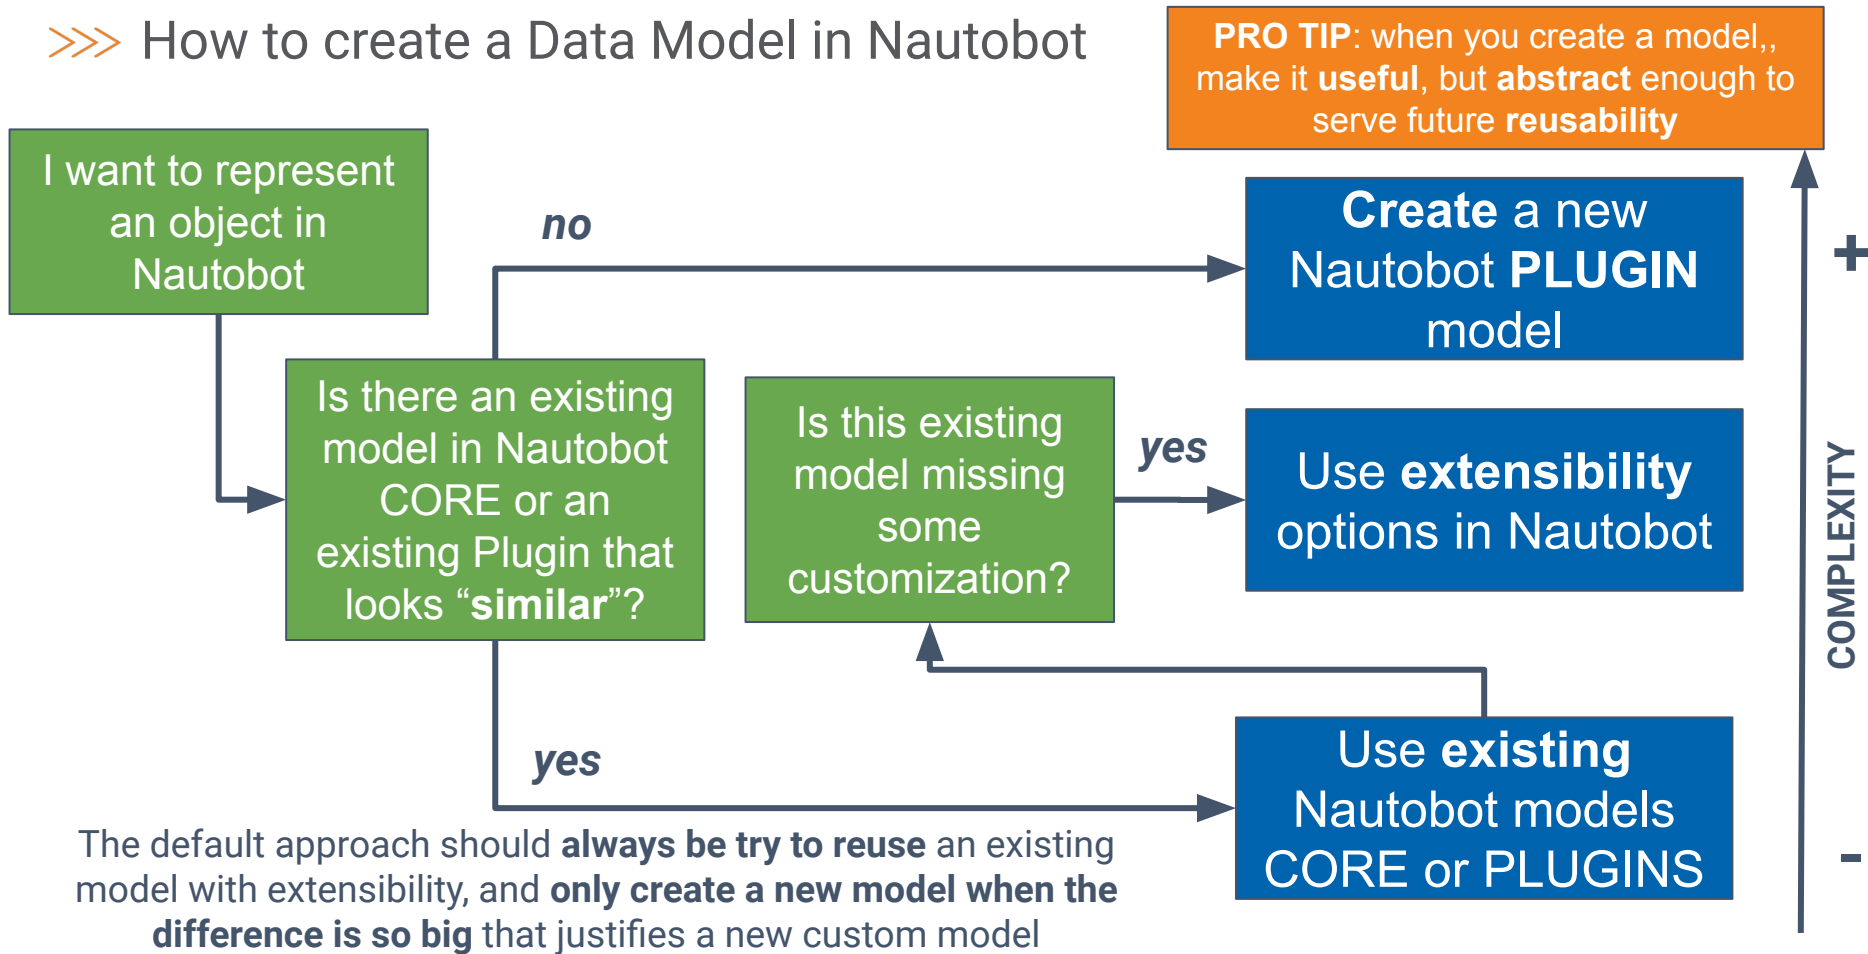 >>> How to create a Data Model in Nautobot
PRO TIP: when you create a model,,
make it useful, but abstract enough to
serve future reusability
I want to represent
an object in
Nautobot
no
Create a new
Nautobot PLUGIN
model
+
Is there an existing
model in Nautobot
CORE or an
existing Plugin that
looks “similar”?
Is this existing
model missing
some
customization?
yes
Use extensibility
options in Nautobot
COMPLEXITY
yes
Use existing
Nautobot models
CORE or PLUGINS
-
The default approach should always be try to reuse an existing
model with extensibility, and only create a new model when the
difference is so big that justifies a new custom model